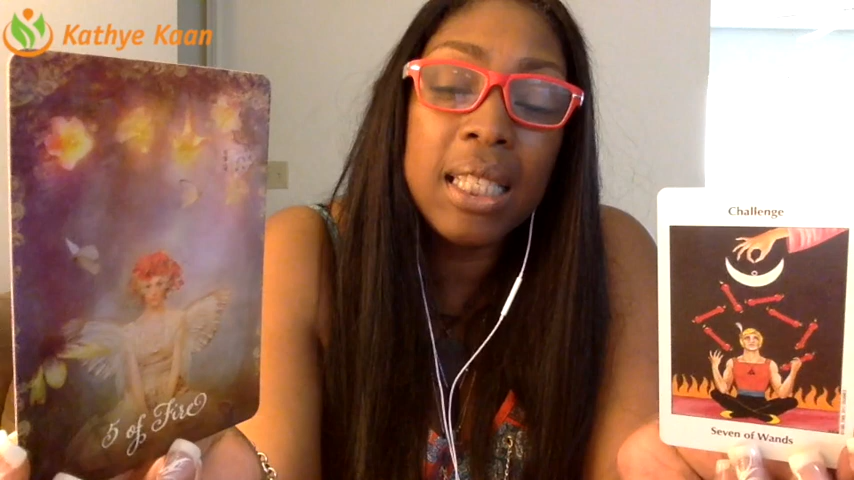 Kathye Kaan
5 of Fire
Challenge
Seven of Wands